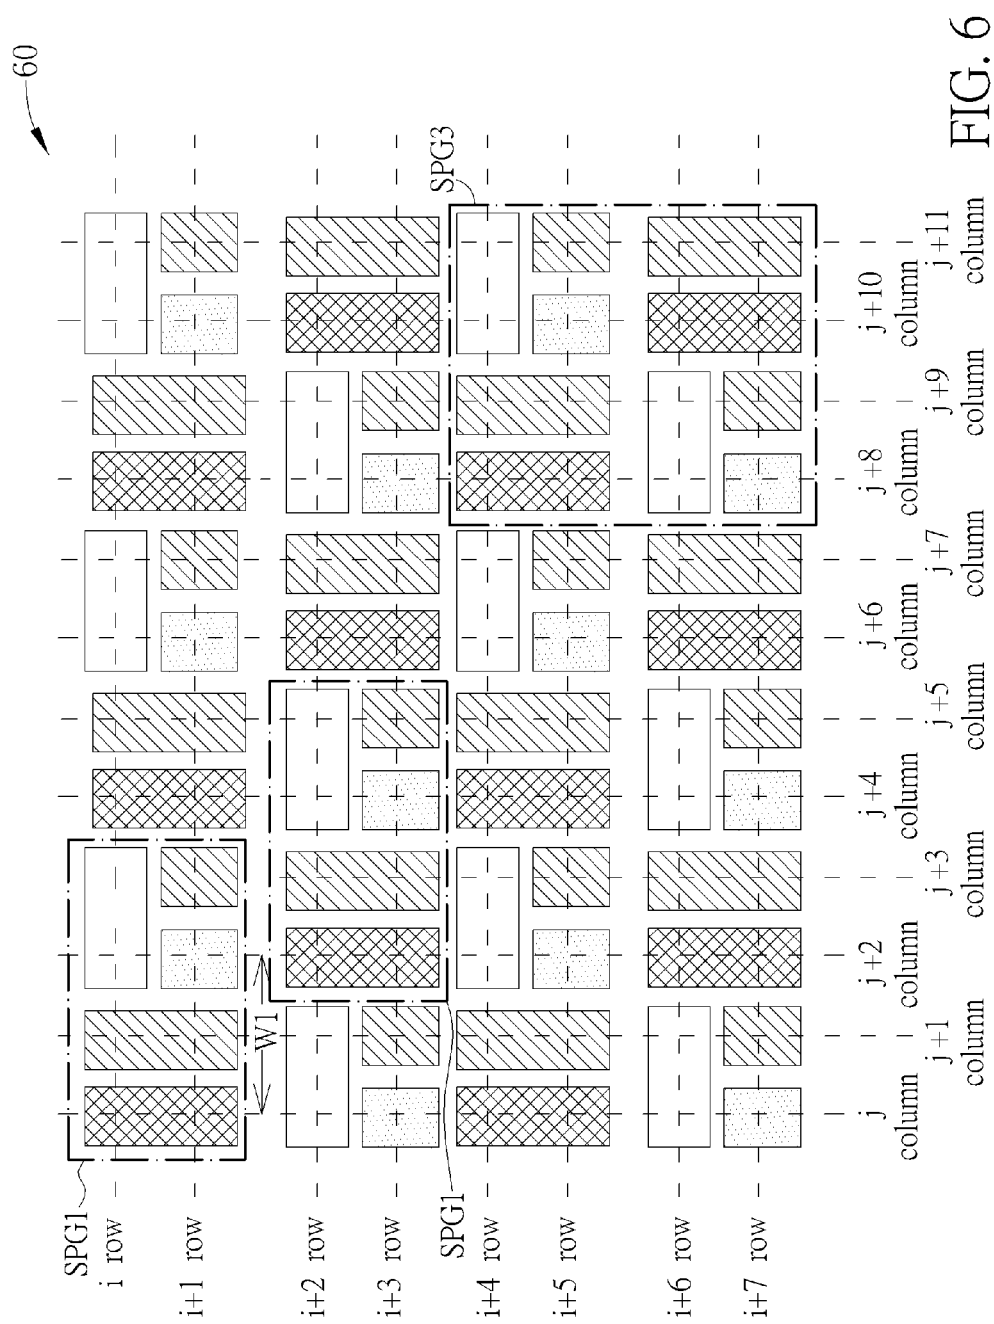 60
SPG1
i row
i+1 row
i+2 row
i+3 row
i+4 row
i+5 row
i+6 row
i+7 row
W1
SPG1
SPG3
j
column
j+1
column
j+2
column
j+3
column
j+4
column
j+5
column
j+6
column
j+7
column
j+8
column
j+9
column
j+10
column
j+11
column
FIG. 6